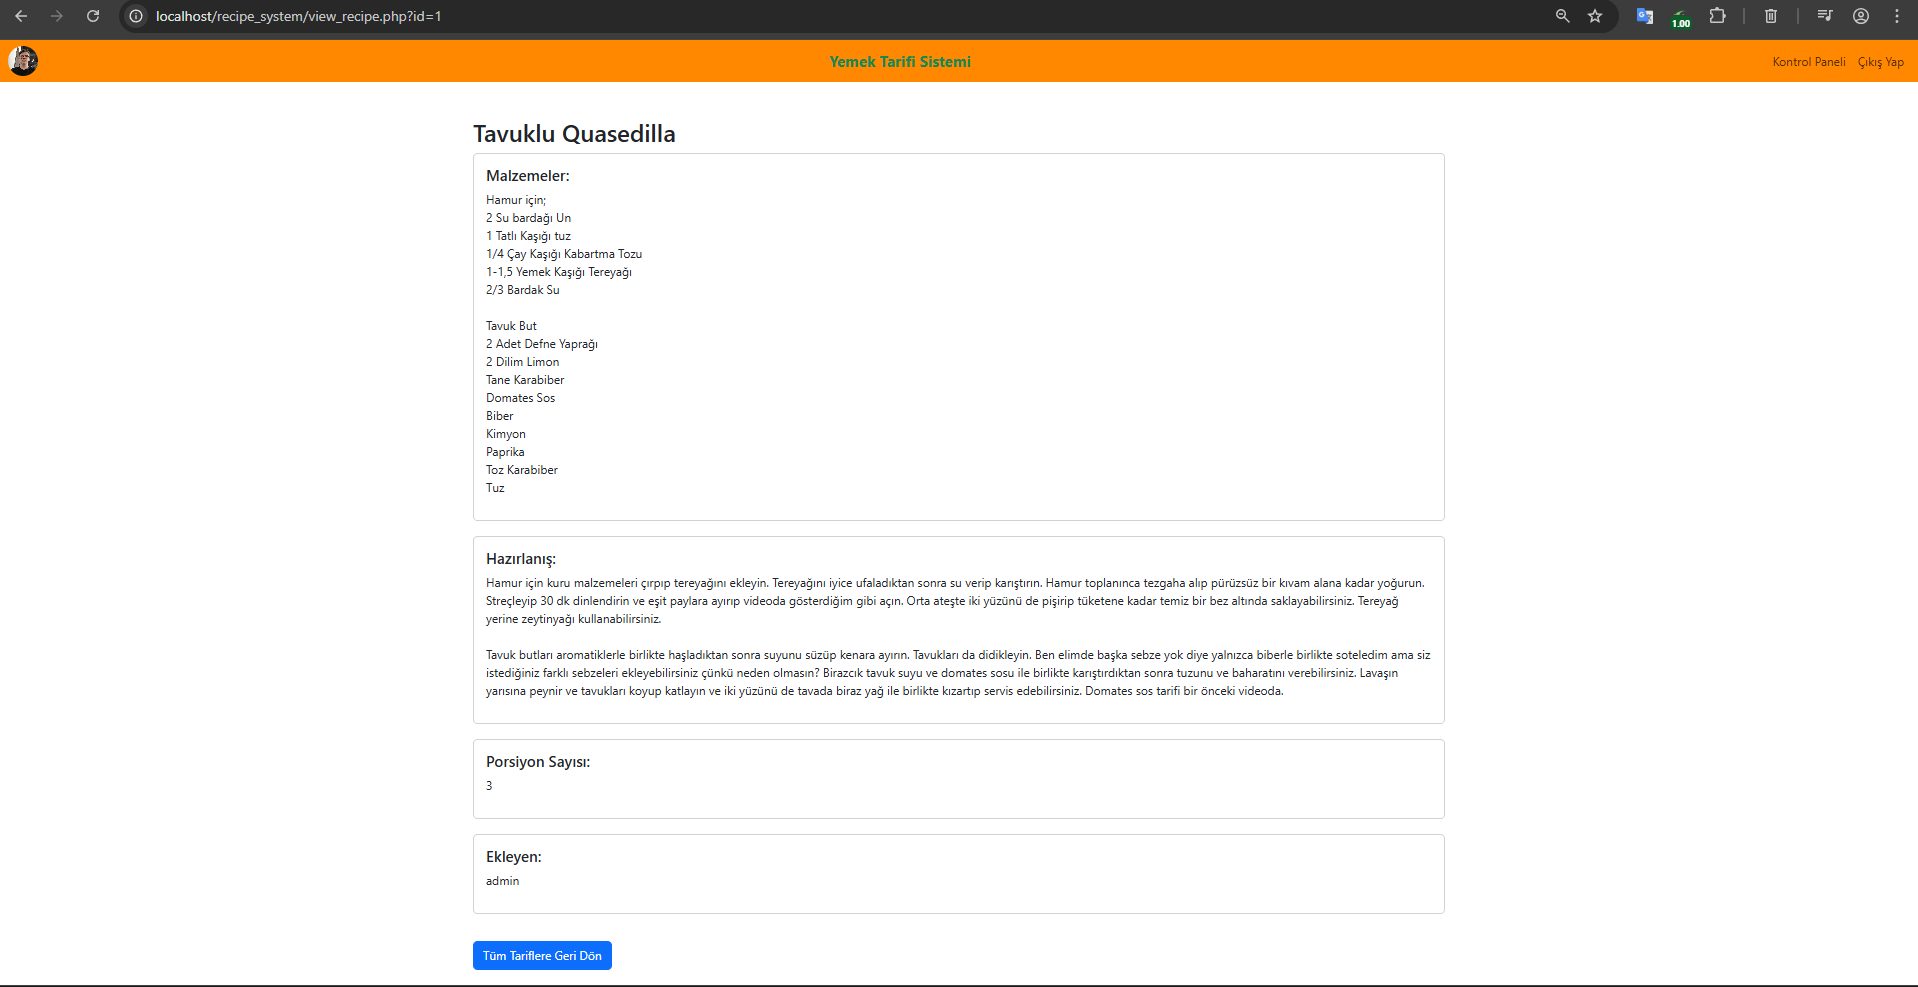 localhost/recipe_system/view_recipe.php?id=1
1.00
Yemek Tarifi Sistemi
Kontrol Paneli
Çıkış Yap
Tavuklu Quasedilla
Malzemeler:
Hamur için;
2 Su bardağı Un
1 Tatlı Kaşığı tuz
1/4 Çay Kaşığı Kabartma Tozu
1-1,5 Yemek Kaşığı Tereyağı
2/3 Bardak Su
Tavuk But
2 Adet Defne Yaprağı
2 Dilim Limon
Tane Karabiber
Domates Sos
Biber
Kimyon
Paprika
Toz Karabiber
Tuz
Hazırlanış:
Hamur için kuru malzemeleri çırpıp tereyağını ekleyin. Tereyağını iyice ufaladıktan sonra su verip karıştırın. Hamur toplanınca tezgaha alıp pürüzsüz bir kıvam alana kadar yoğurun.
Streçleyip 30 dk dinlendirin ve eşit paylara ayırıp videoda gösterdiğim gibi açın. Orta ateşte iki yüzünü de pişirip tüketene kadar temiz bir bez altında saklayabilirsiniz. Tereyağ
yerine zeytinyağı kullanabilirsiniz.
Tavuk butları aromatiklerle birlikte haşladıktan sonra suyunu süzüp kenara ayırın. Tavukları da didikleyin. Ben elimde başka sebze yok diye yalnızca biberle birlikte soteledim ama siz
istediğiniz farklı sebzeleri ekleyebilirsiniz çünkü neden olmasın? Birazcık tavuk suyu ve domates sosu ile birlikte karıştırdıktan sonra tuzunu ve baharatını verebilirsiniz. Lavaşın
yarısına peynir ve tavukları koyup katlayın ve iki yüzünü de tavada biraz yağ ile birlikte kızartıp servis edebilirsiniz. Domates sos tarifi bir önceki videoda.
Porsiyon Sayısı:
3
Ekleyen:
admin
Tüm Tariflere Geri Dön